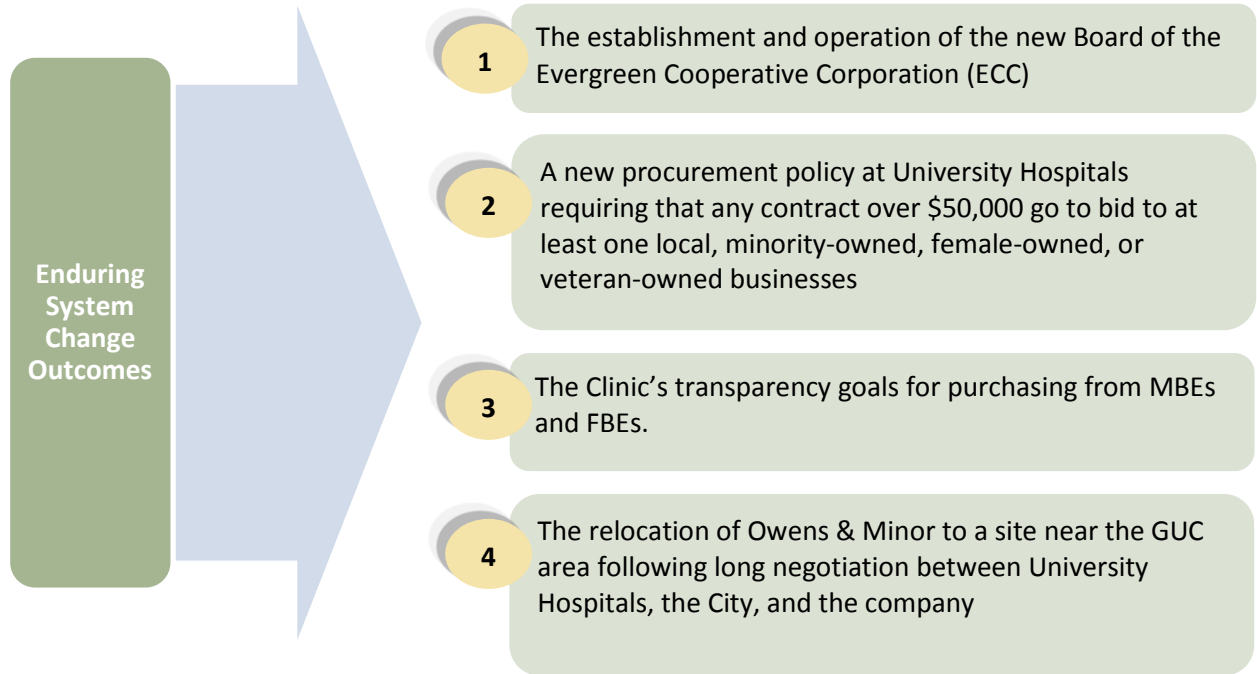 Enduring
System
Change
Outcomes
1
The establishment and operation of the new Board of the
Evergreen Cooperative Corporation (ECC)
2
A new procurement policy at University Hospitals
requiring that any contract over $50,000 go to bid to at
least one local, minority-owned, female-owned, or
veteran-owned businesses
3
The Clinic’s transparency goals for purchasing from MBEs
and FBEs.
4
The relocation of Owens & Minor to a site near the GUC
area following long negotiation between University
Hospitals, the City, and the company